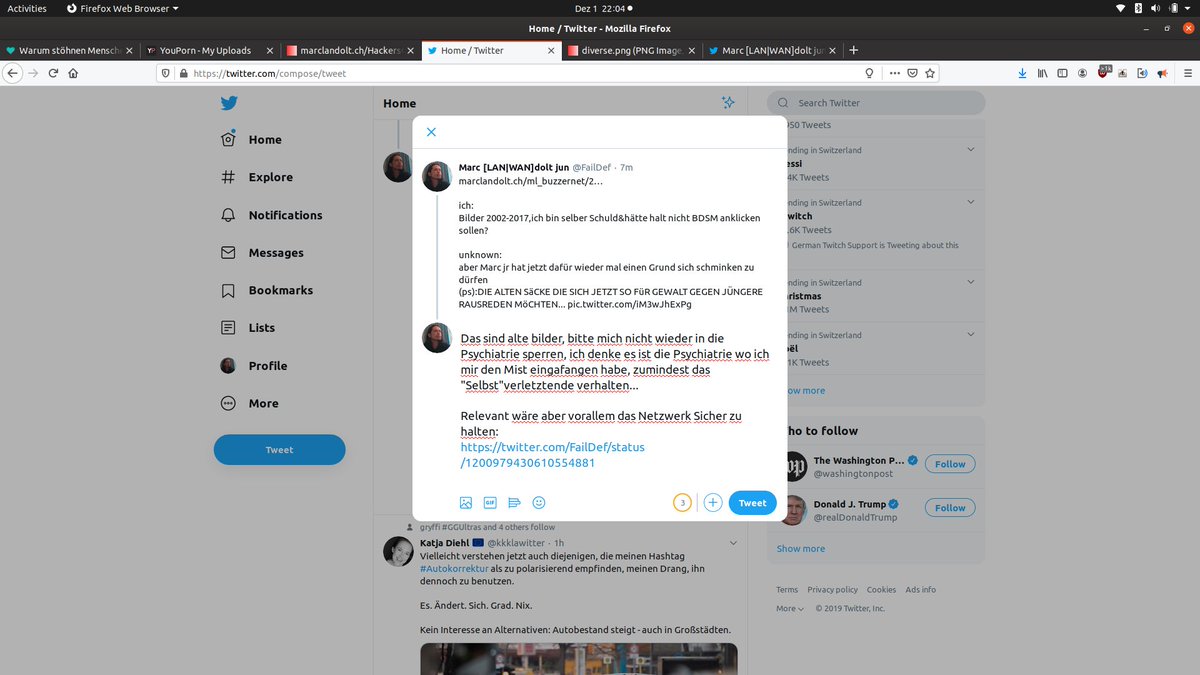 Activities
Firefox Web Browser
Dez 1 22:04
Home / Twitter - Mozilla Firefox
Warum stöhnen Mensch
YouPorn - My Uploads
marclandolt.ch/Hackers
Home / Twitter
diverse.png (PNG Image,
Marc [LAN|WAN]dolt jun
https://twitter.com/compose/tweet
Home
Search Twitter
Home
Explore
Notifications
Messages
Bookmarks
Lists
Profile
More
Tweet
Marc [LAN|WAN]dolt jun @FailDef · 7m
marclandolt.ch/ml_buzzernet/2…
ich:
Bilder 2002-2017,ich bin selber Schuld&hätte halt nicht BDSM anklicken
sollen?
unknown:
aber Marc jr hat jetzt dafür wieder mal einen Grund sich schminken zu
dürfen
(ps):DIE ALTEN SäCKE DIE SICH JETZT SO FüR GEWALT GEGEN JÜNGERE
RAUSREDEN MöCHTEN... pic.twitter.com/iM3wJhExPg
Das sind alte bilder, bitte mich nicht wieder in die
Psychiatrie sperren, ich denke es ist die Psychiatrie wo ich
mir den Mist eingafangen habe, zumindest das
"Selbst"verletztende verhalten...
Relevant wäre aber vorallem das Netzwerk Sicher zu
halten:
https://twitter.com/FailDef/status
/1200979430610554881
3
Tweet
gryffi #GGUltras and 4 others follow
Katja Diehl @kkklawitter · 1h
Vielleicht verstehen jetzt auch diejenigen, die meinen Hashtag
#Autokorrektur als zu polarisierend empfinden, meinen Drang, ihn
dennoch zu benutzen.
Es. Ändert. Sich. Grad. Nix.
Kein Interesse an Alternativen: Autobestand steigt - auch in Großstädten.
950 Tweets
ending in Switzerland
essi
4K Tweets
ending in Switzerland
witch
.6K Tweets
German Twitch Support is Tweeting about this
ending in Switzerland
hristmas
M Tweets
ending in Switzerland
ël
1K Tweets
ow more
ho to follow
The Washington P...
@washingtonpost
Follow
Donald J. Trump
@realDonaldTrump
Follow
Show more
Terms Privacy policy Cookies Ads info
More © 2019 Twitter, Inc.